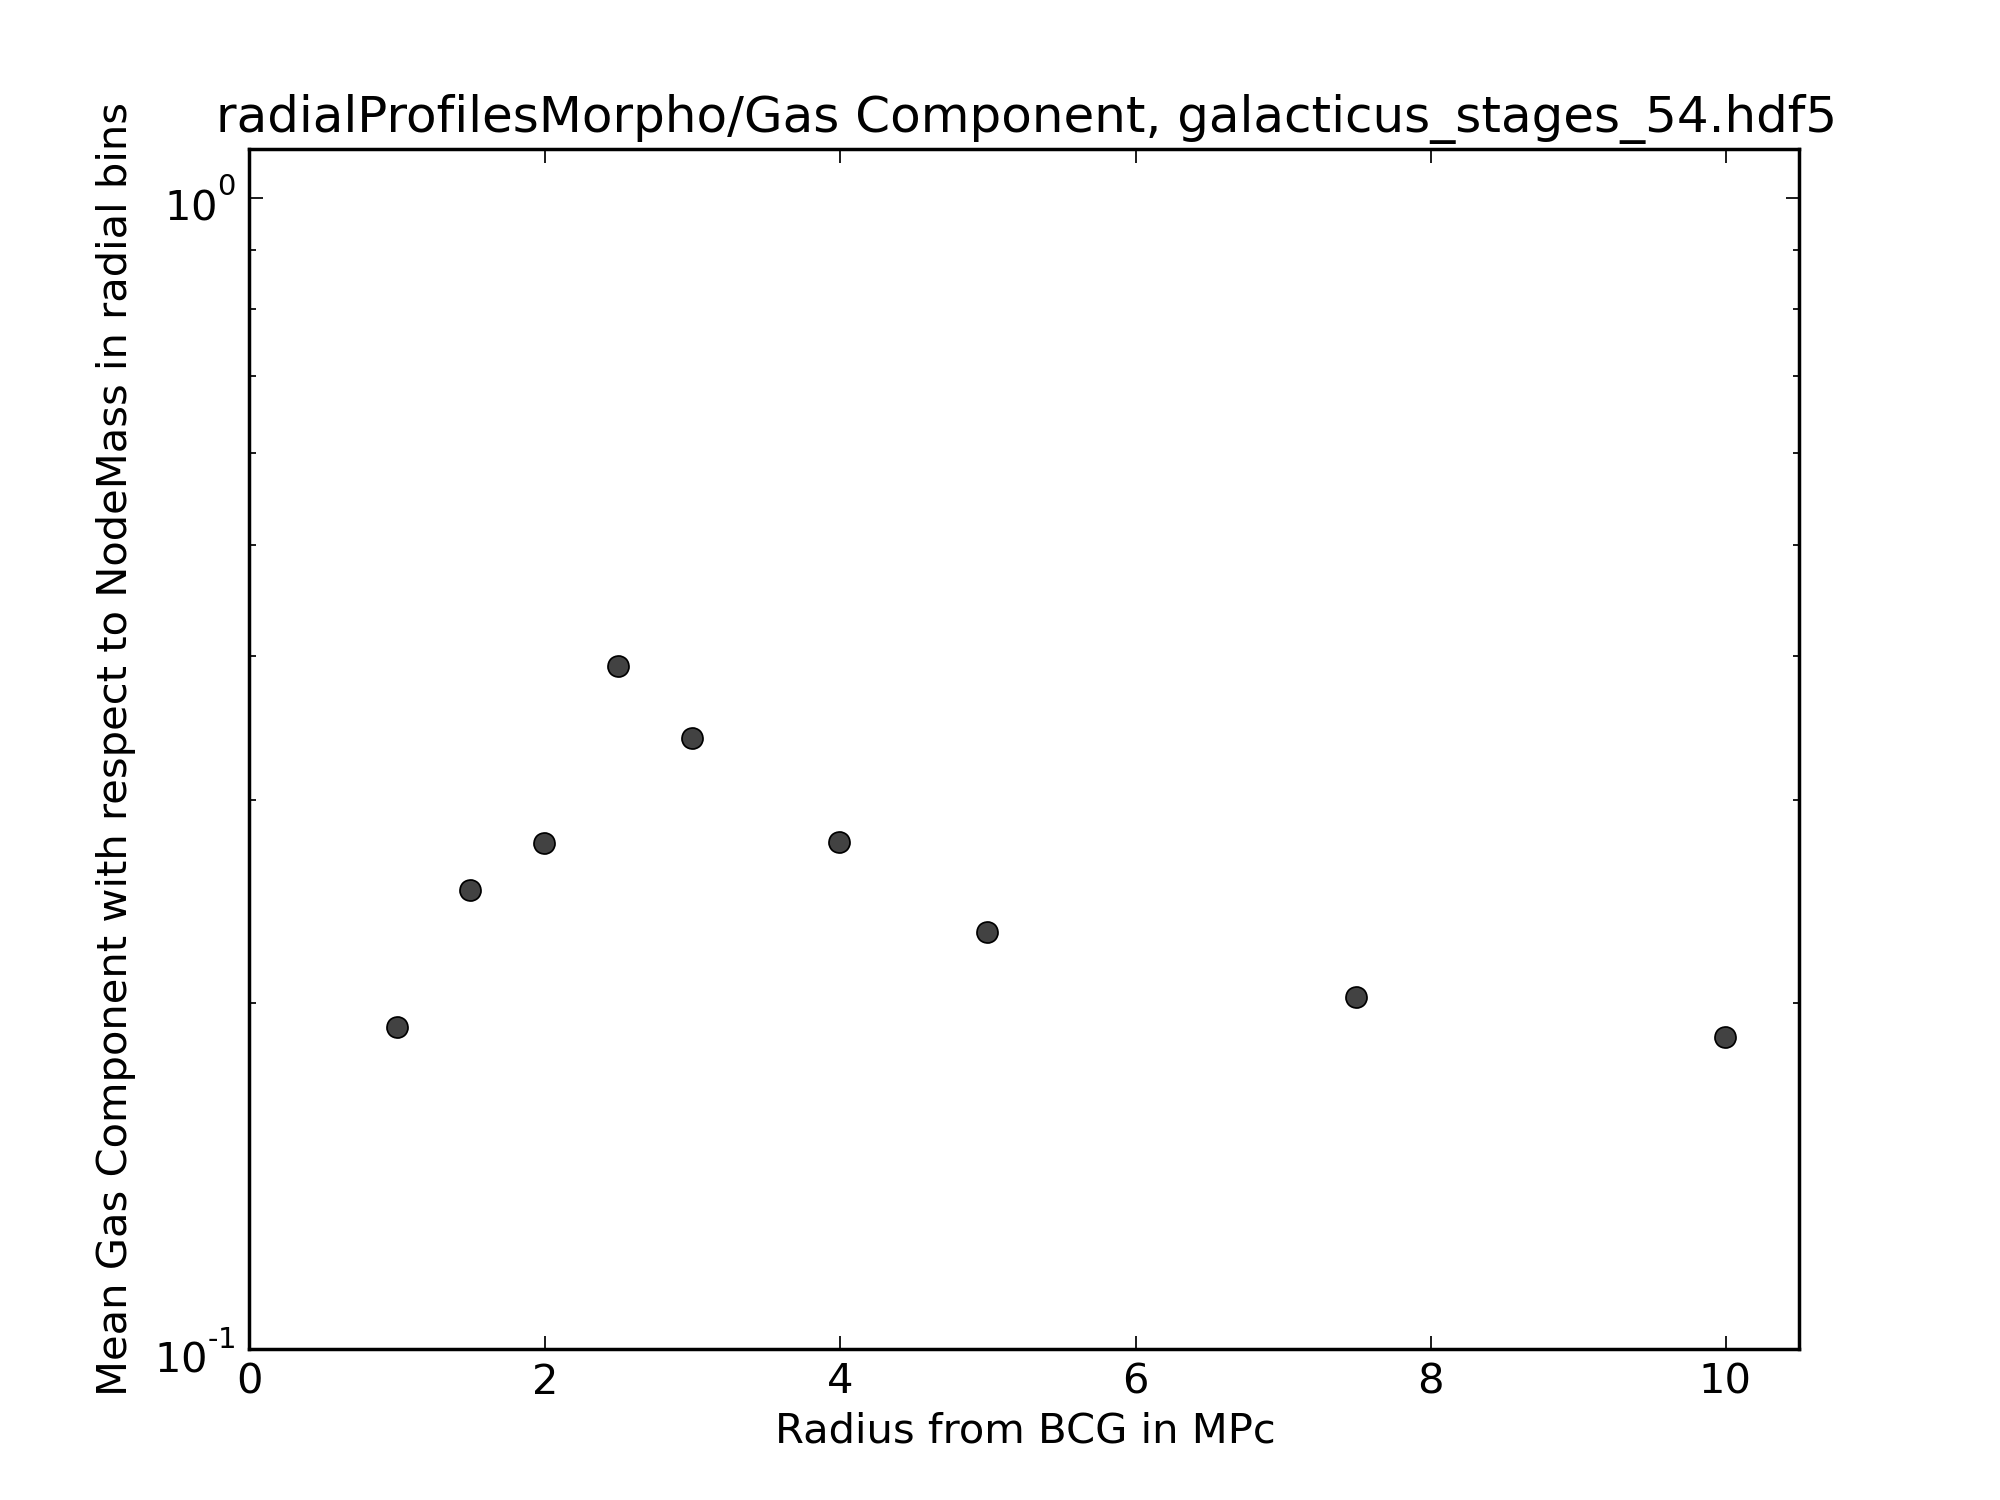 radialProfilesMorpho/Gas Component, galacticus_stages_54.hdf5
Mean Gas Component with respect to NodeMass in radial bins
10^0
10^-1
0 2 4 6 8 10
Radius from BCG in MPc